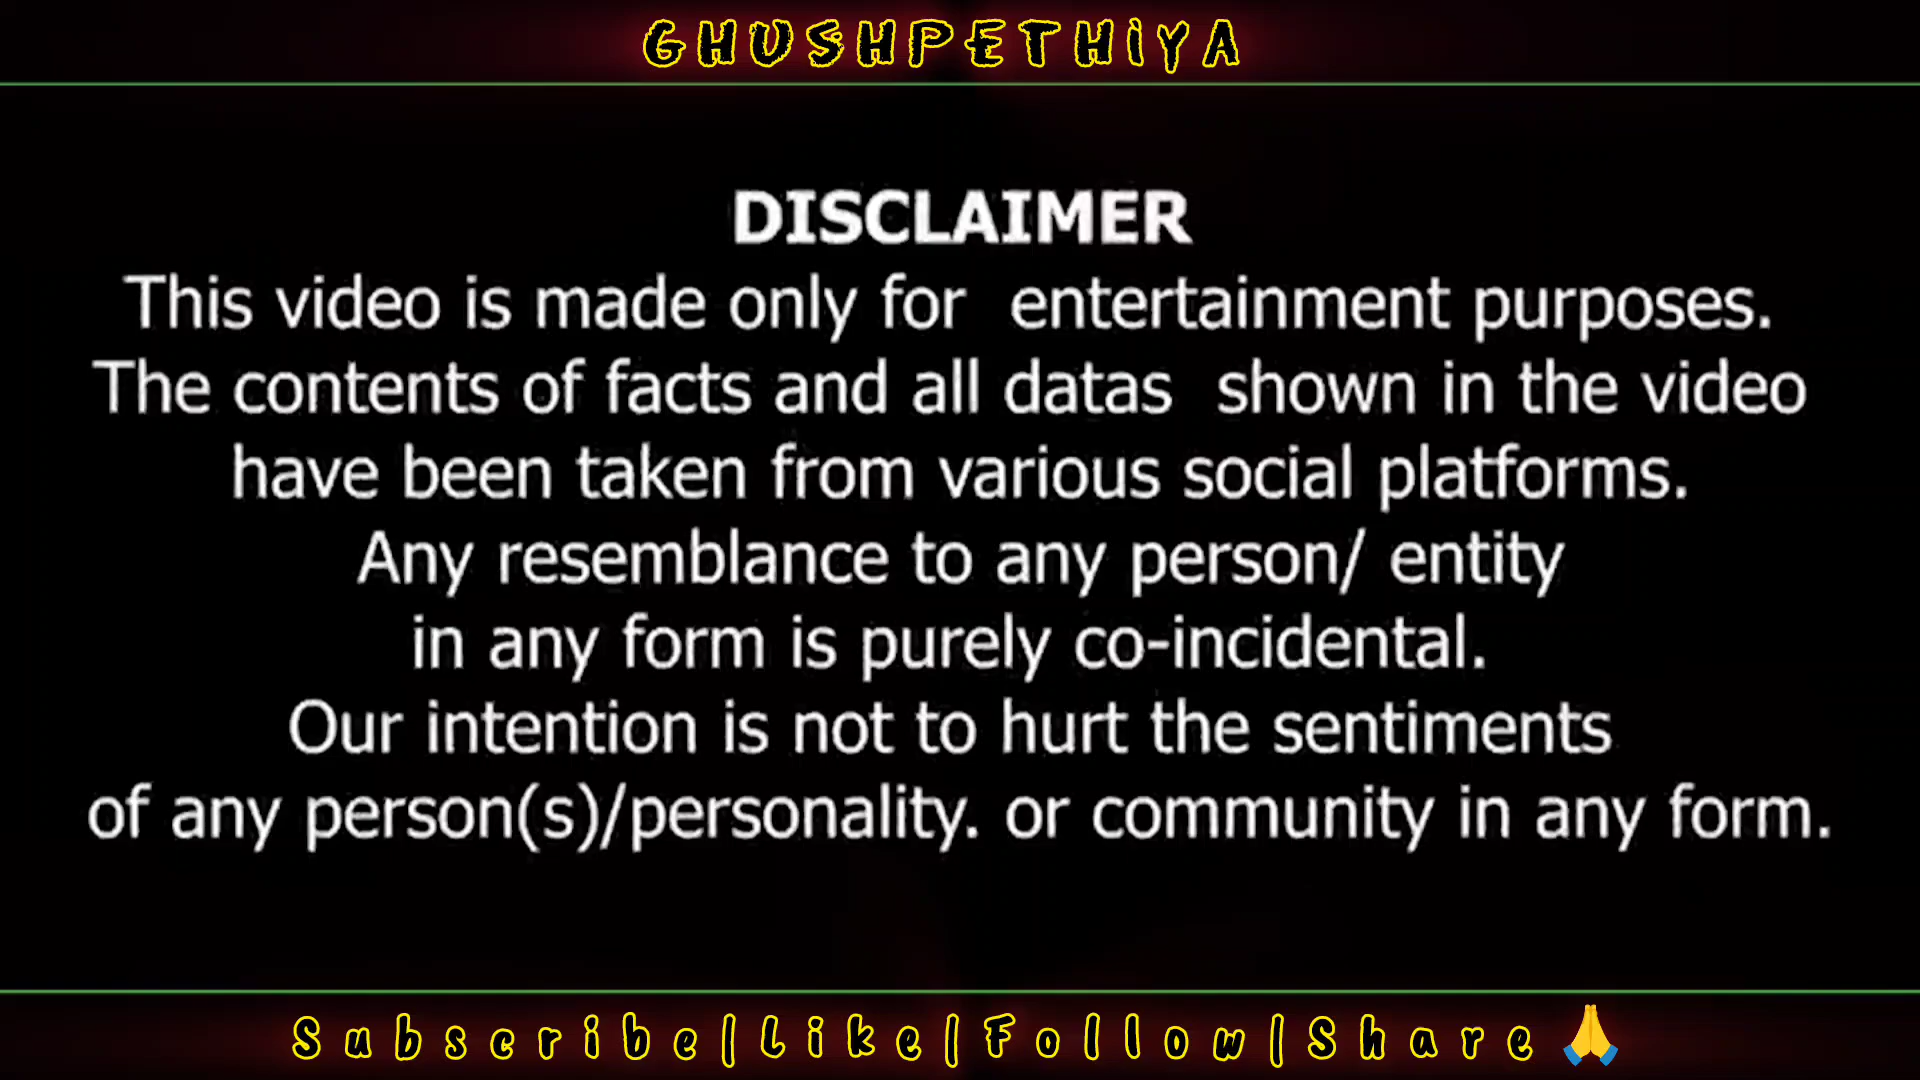 GHUSHPETHiYA
DISCLAIMER
This video is made only for entertainment purposes.
The contents of facts and all datas shown in the video
have been taken from various social platforms.
Any resemblance to any person/ entity
in any form is purely co-incidental.
Our intention is not to hurt the sentiments
of any person(s)/personality. or community in any form.
Subscribe|Like|Follow|Share 🙏